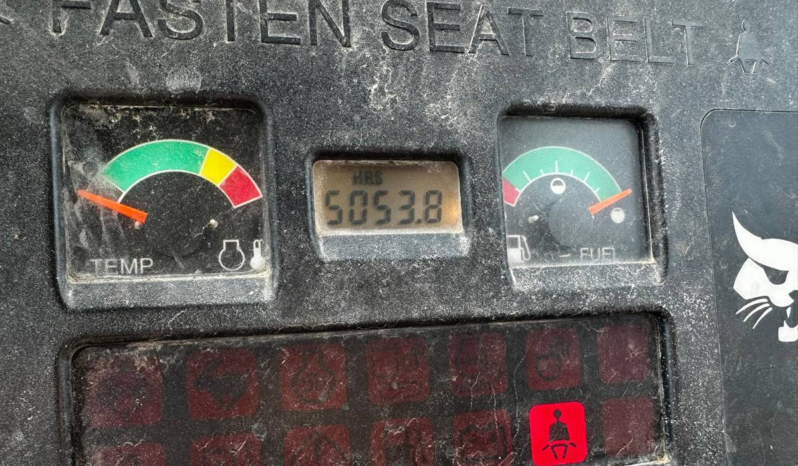 FASTEN SEAT BELT
HRS
5053.8
TEMP
FUEL